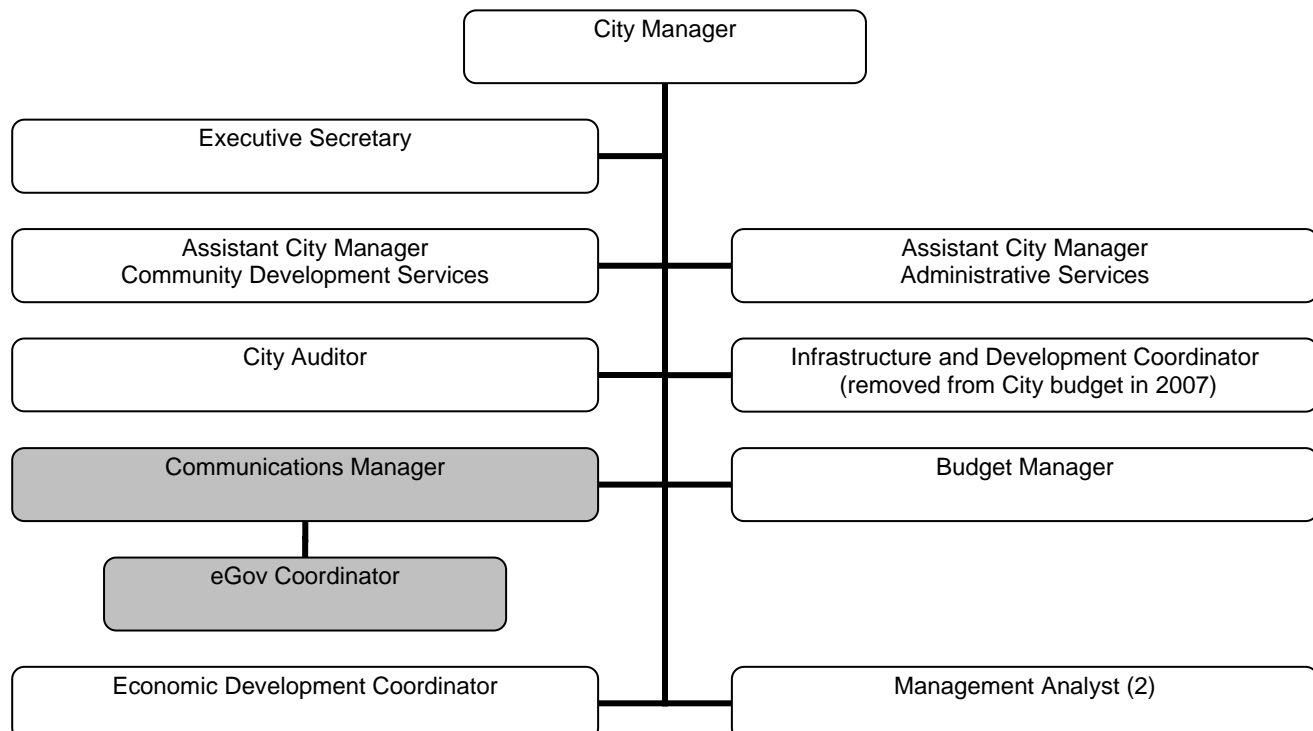 City Manager
Executive Secretary
Assistant City Manager
Community Development Services
Assistant City Manager
Administrative Services
City Auditor
Infrastructure and Development Coordinator
(removed from City budget in 2007)
Communications Manager
Budget Manager
eGov Coordinator
Economic Development Coordinator
Management Analyst (2)